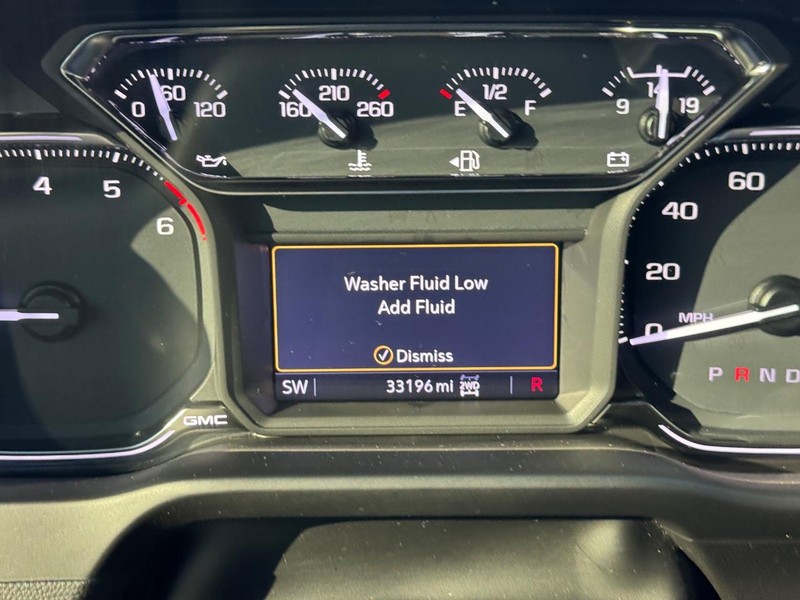 0 60 120
160 210 260
E 1/2 F
9 14 19
4 5 6
60
40
20
0
MPH
Washer Fluid Low
Add Fluid
Dismiss
SW 33196 mi 2WD R
P R N D
GMC